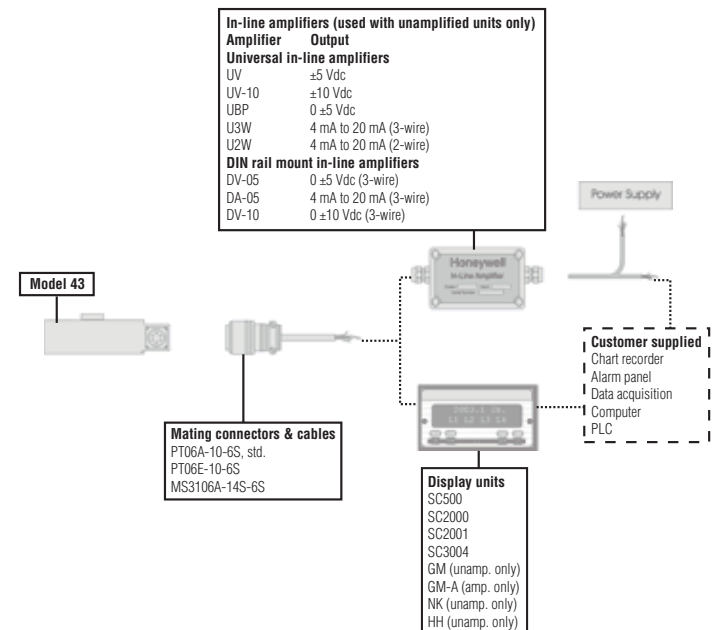 In-line amplifiers (used with unamplified units only)
Amplifier Output
Universal in-line amplifiers
UV ±5 Vdc
UV-10 ±10 Vdc
UBP 0 ±5 Vdc
U3W 4 mA to 20 mA (3-wire)
U2W 4 mA to 20 mA (2-wire)
DIN rail mount in-line amplifiers
DV-05 0 ±5 Vdc (3-wire)
DA-05 4 mA to 20 mA (3-wire)
DV-10 0 ±10 Vdc (3-wire)
Power Supply
Honeywell
In-Line Amplifier
Model 43
Customer supplied
Chart recorder
Alarm panel
Data acquisition
Computer
PLC
Mating connectors & cables
PT06A-10-6S, std.
PT06E-10-6S
MS3106A-14S-6S
Display units
SC500
SC2000
SC2001
SC3004
GM (unamp. only)
GM-A (amp. only)
NK (unamp. only)
HH (unamp. only)